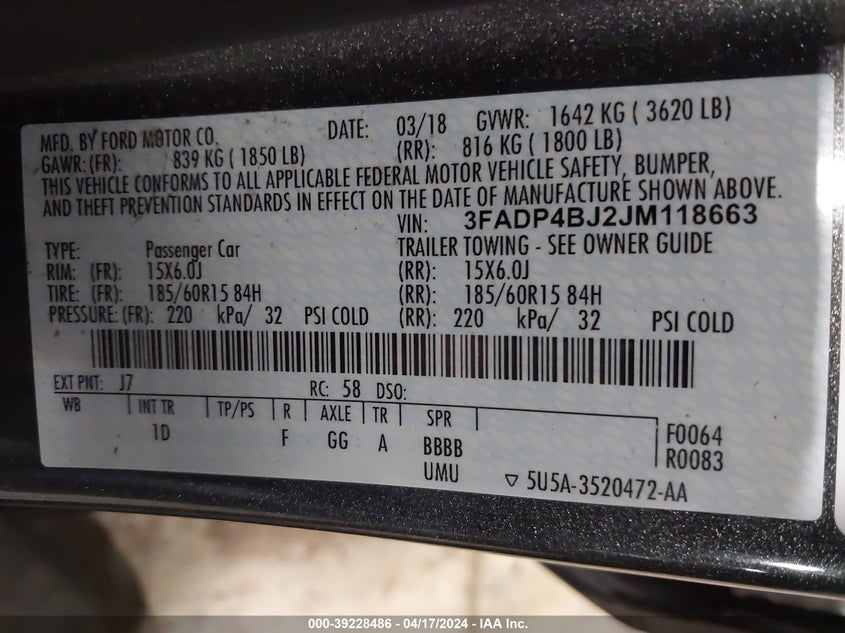 MFD. BY FORD MOTOR CO. DATE: 03/18 GVWR: 1642 KG ( 3620 LB)
GAWR: (FR): 839 KG ( 1850 LB) (RR): 816 KG ( 1800 LB)
THIS VEHICLE CONFORMS TO ALL APPLICABLE FEDERAL MOTOR VEHICLE SAFETY, BUMPER,
AND THEFT PREVENTION STANDARDS IN EFFECT ON THE DATE OF MANUFACTURE SHOWN ABOVE.
VIN: 3FADP4BJ2JM118663
TYPE: Passenger Car TRAILER TOWING - SEE OWNER GUIDE
RIM: (FR): 15X6.0J (RR): 15X6.0J
TIRE: (FR): 185/60R15 84H (RR): 185/60R15 84H
PRESSURE: (FR): 220 kPa/ 32 PSI COLD (RR): 220 kPa/ 32 PSI COLD
EXT PNT: J7 RC: 58 DSO:
WB INT TR TP/PS R AXLE TR SPR
1D F GG A BBBB F0064
UMU R0083
▽ 5U5A-3520472-AA
000-39228486 - 04/17/2024 - IAA Inc.